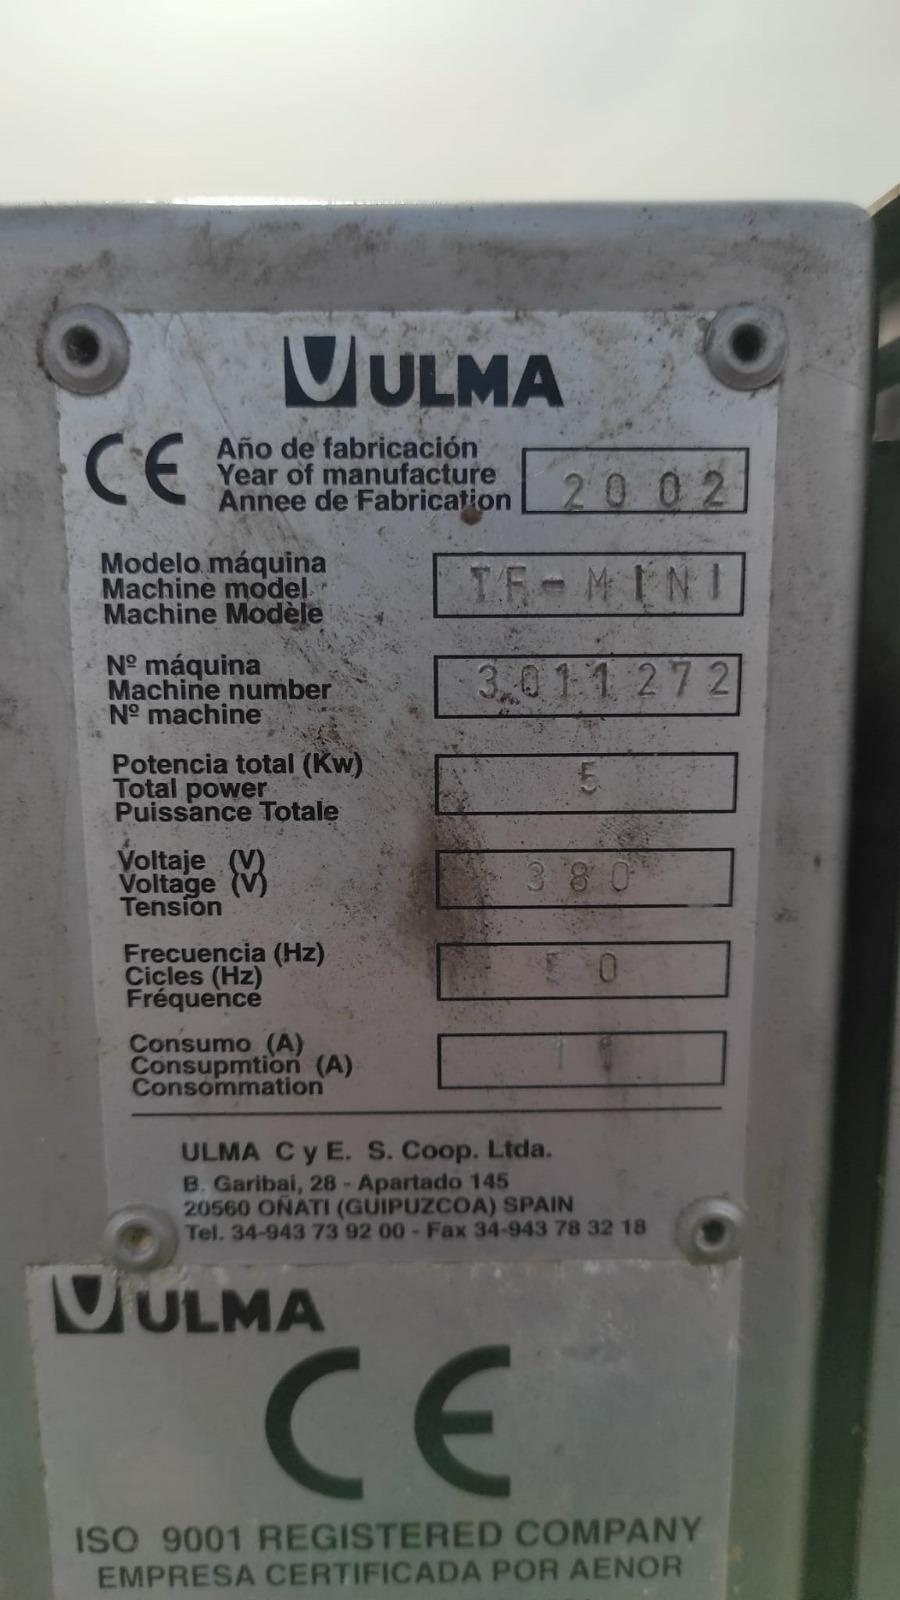 ULMA
CE
Año de fabricación
Year of manufacture
Annee de Fabrication
2002
Modelo máquina
Machine model
Machine Modèle
TF-MINI
Nº máquina
Machine number
Nº machine
3011272
Potencia total (Kw)
Total power
Puissance Totale
5
Voltaje (V)
Voltage (V)
Tension
380
Frecuencia (Hz)
Cicles (Hz)
Fréquence
Consumo (A)
Consupmtion (A)
Consommation
ULMA C y E. S. Coop. Ltda.
B. Garibai, 28 - Apartado 145
20560 OÑATI (GUIPUZCOA) SPAIN
Tel. 34-943 73 92 00 - Fax 34-943 78 32 18
ULMA
CE
ISO 9001 REGISTERED COMPANY
EMPRESA CERTIFICADA POR AENOR